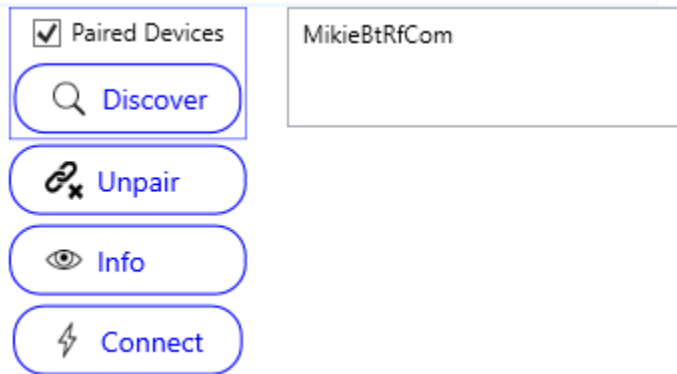 Paired Devices
Discover
Unpair
Info
Connect
MikieBtRfCom